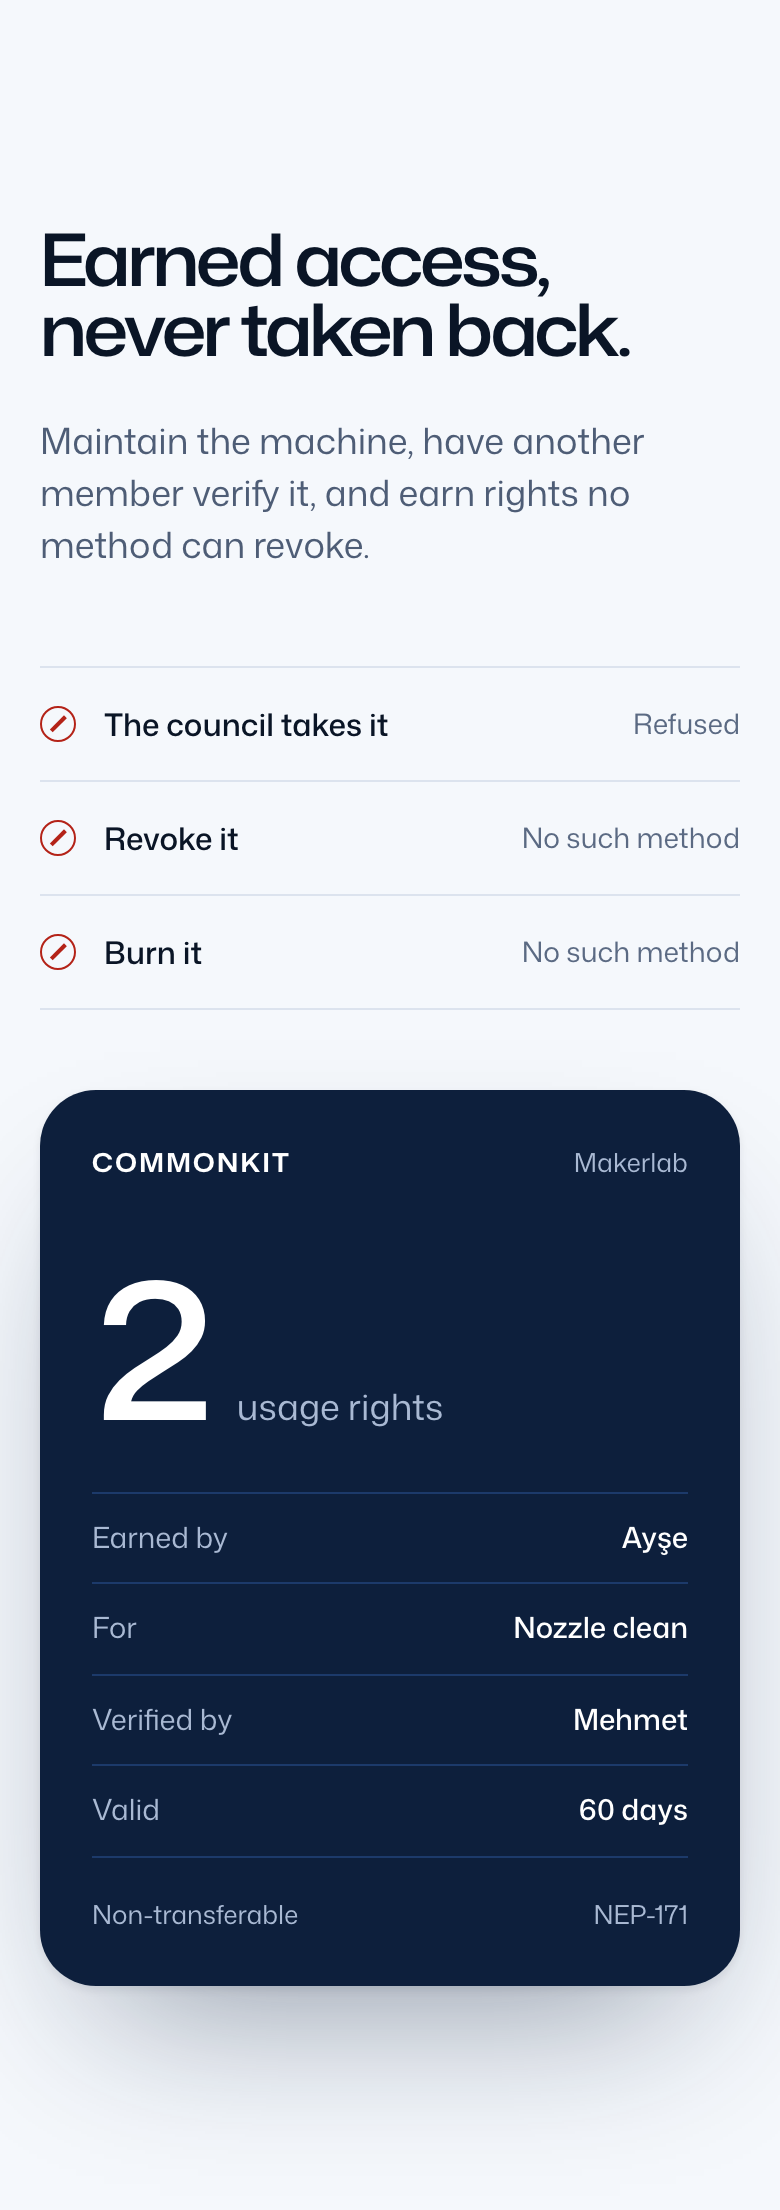 Earned access,
never taken back.
Maintain the machine, have another
member verify it, and earn rights no
method can revoke.
The council takes it Refused
Revoke it No such method
Burn it No such method
COMMONKIT Makerlab
2 usage rights
Earned by Ayşe
For Nozzle clean
Verified by Mehmet
Valid 60 days
Non-transferable NEP-171